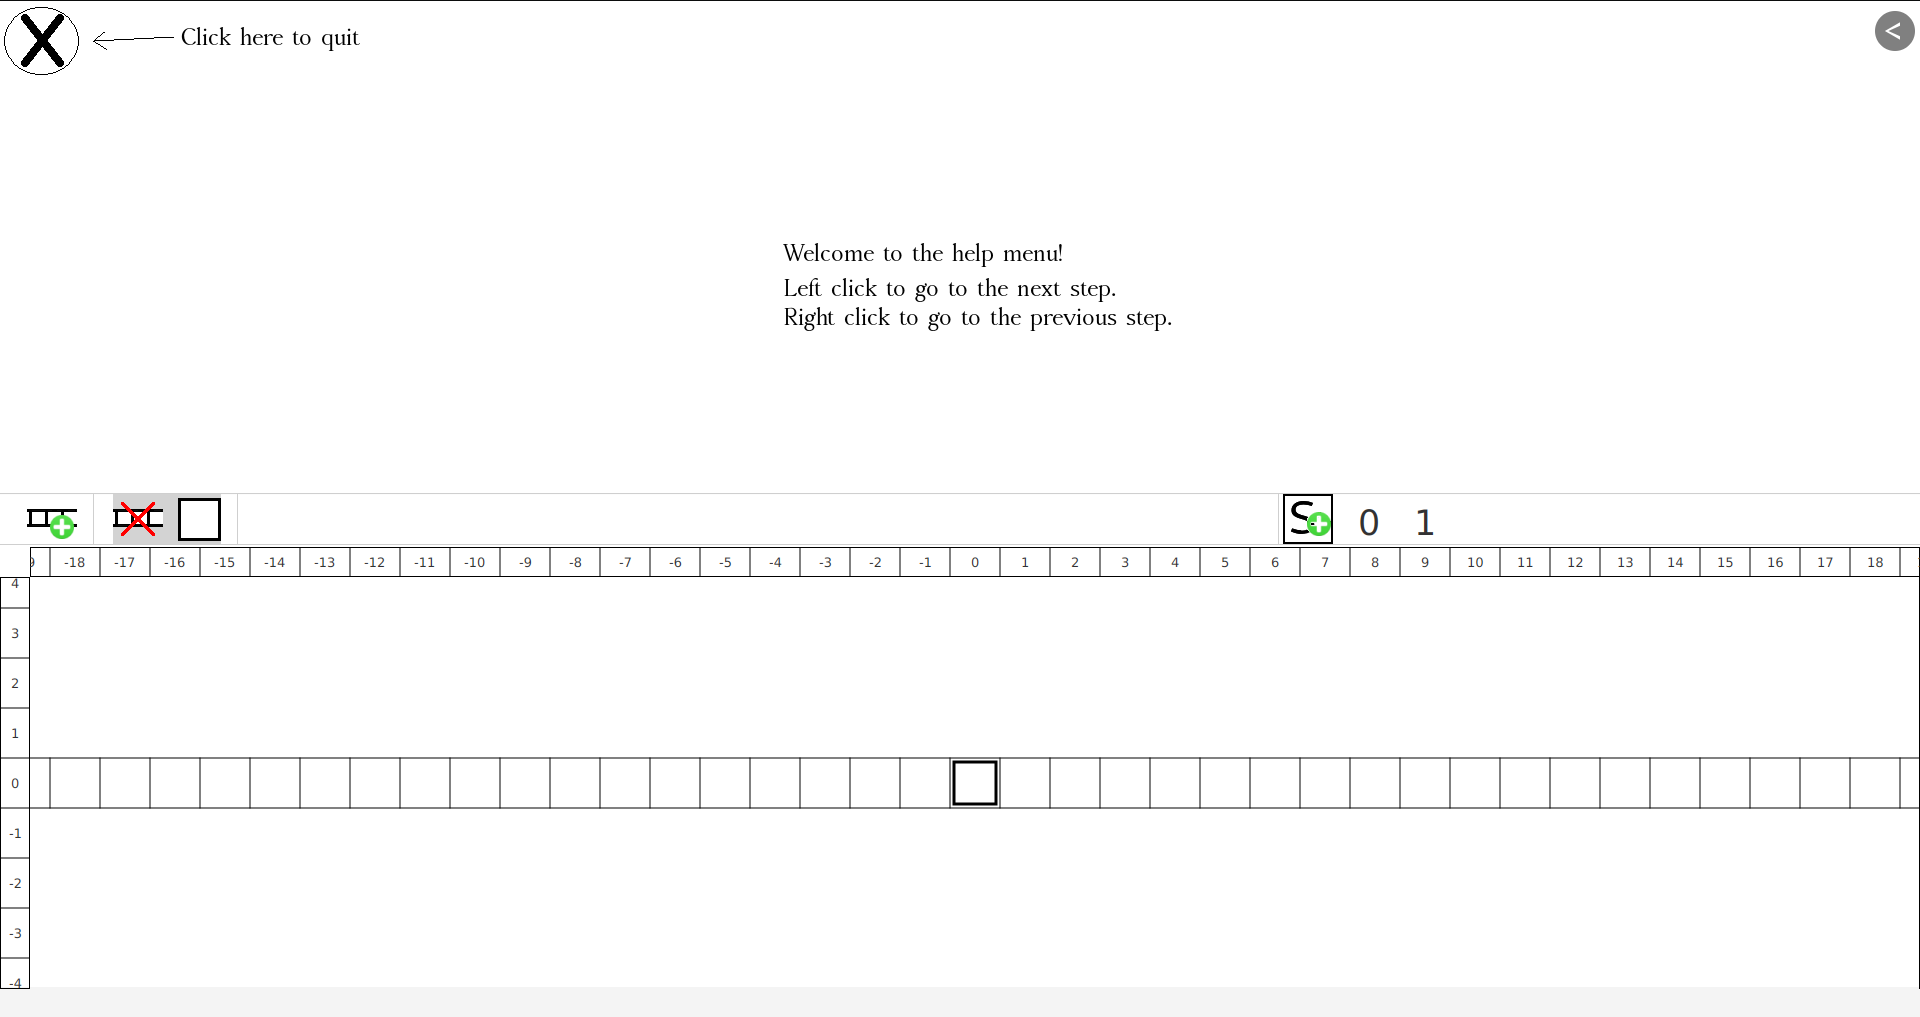 X
Click here to quit
<
Welcome to the help menu!
Left click to go to the next step.
Right click to go to the previous step.
S 0 1
9 -18 -17 -16 -15 -14 -13 -12 -11 -10 -9 -8 -7 -6 -5 -4 -3 -2 -1 0 1 2 3 4 5 6 7 8 9 10 11 12 13 14 15 16 17 18
4
3
2
1
0
-1
-2
-3
-4